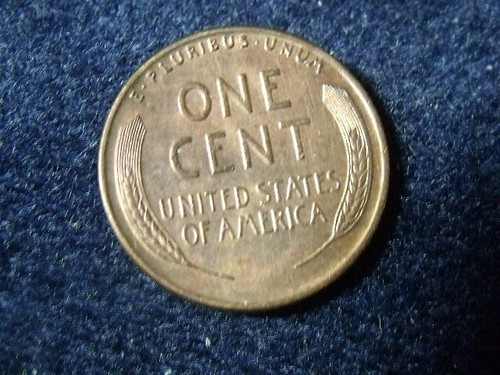 E·PLURIBUS·UNUM
ONE
CENT
UNITED STATES
OF AMERICA